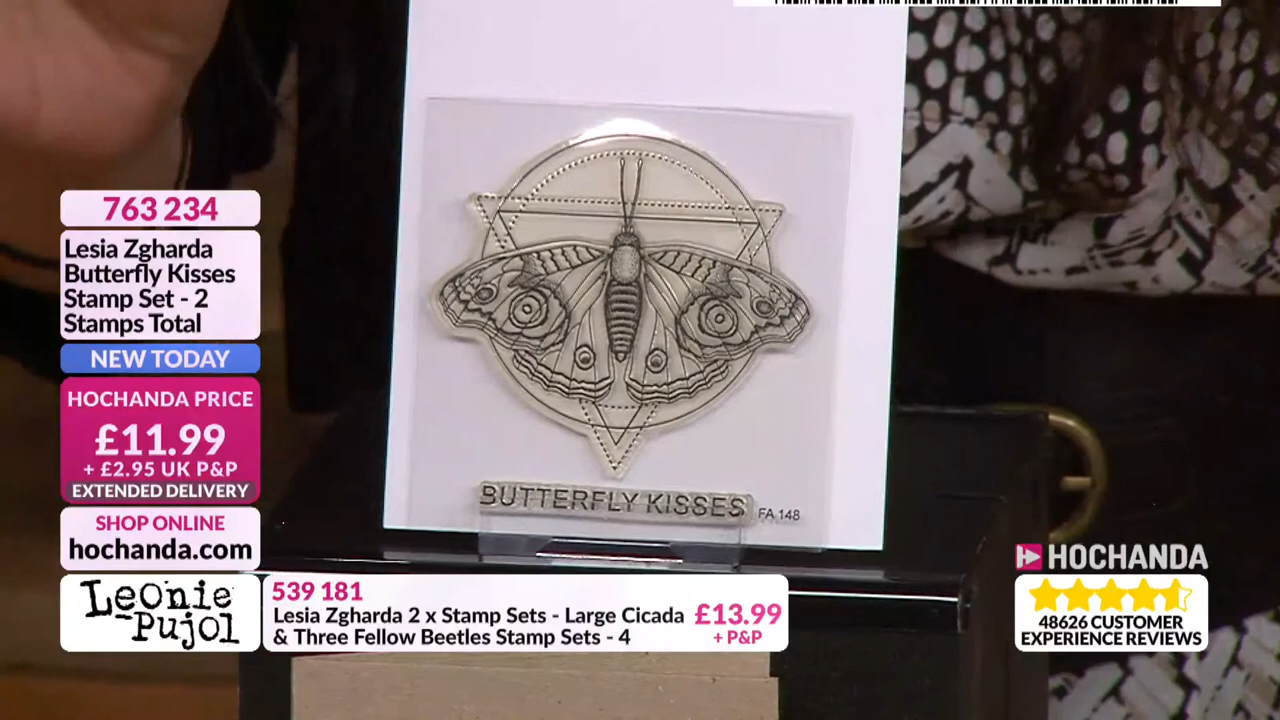 763 234
Lesia Zgharda
Butterfly Kisses
Stamp Set - 2
Stamps Total
NEW TODAY
HOCHANDA PRICE
£11.99
+ £2.95 UK P&P
EXTENDED DELIVERY
SHOP ONLINE
hochanda.com
Leonie
Pujol
539 181
Lesia Zgharda 2 x Stamp Sets - Large Cicada
& Three Fellow Beetles Stamp Sets - 4
£13.99
+ P&P
BUTTERFLY KISSES
FA 148
HOCHANDA
48626 CUSTOMER
EXPERIENCE REVIEWS